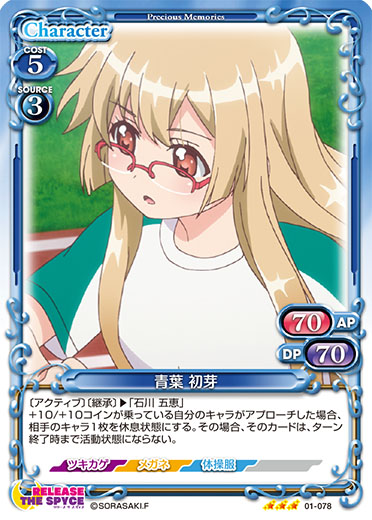 Precious Memories
Character
COST
5
SOURCE
3
70 AP
DP 70
青葉 初芽
〔アクティブ〕〔継承〕▶「石川 五恵」
+10/+10コインが乗っている自分のキャラがアプローチした場合、
相手のキャラ1枚を休息状態にする。その場合、そのカードは、ターン
終了時まで活動状態にならない。
ツキカゲ メガネ 体操服
RELEASE
THE SPYCE
©SORASAKI.F
01-078